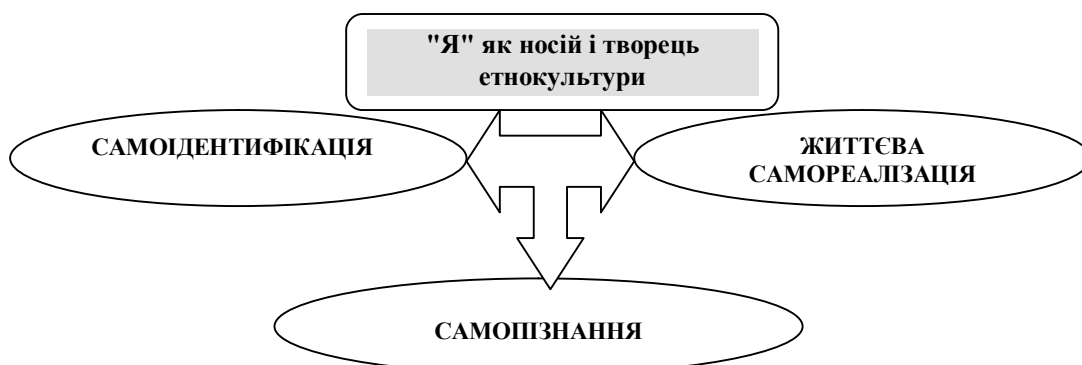 "Я" як носій і творець
етнокультури
САМОІДЕНТИФІКАЦІЯ
ЖИТТЄВА
САМОРЕАЛІЗАЦІЯ
САМОПІЗНАННЯ